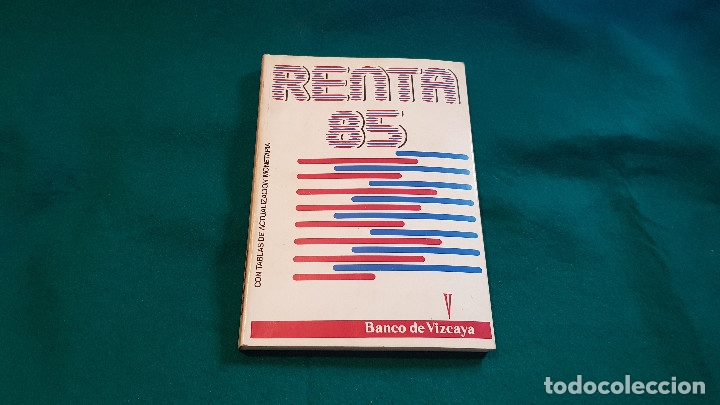 RENTA
85
CON TABLAS DE ACTUALIZACION MONETARIA
V
Banco de Vizcaya
todocoleccion